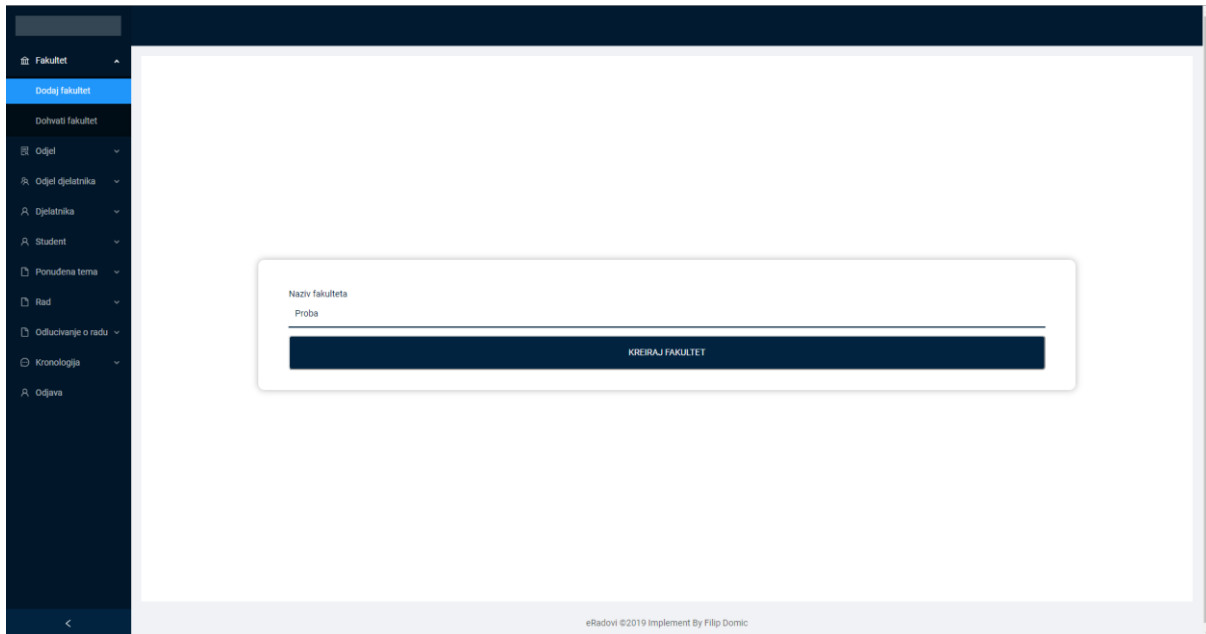 Fakultet
Dodaj fakultet
Dohvati fakultet
Odjel
Odjel djelatnika
Djelatnika
Student
Ponuđena tema
Rad
Odlucivanje o radu
Kronologija
Odjava
Naziv fakulteta
Proba
KREIRAJ FAKULTET
eRadovi ©2019 Implement By Filip Domic